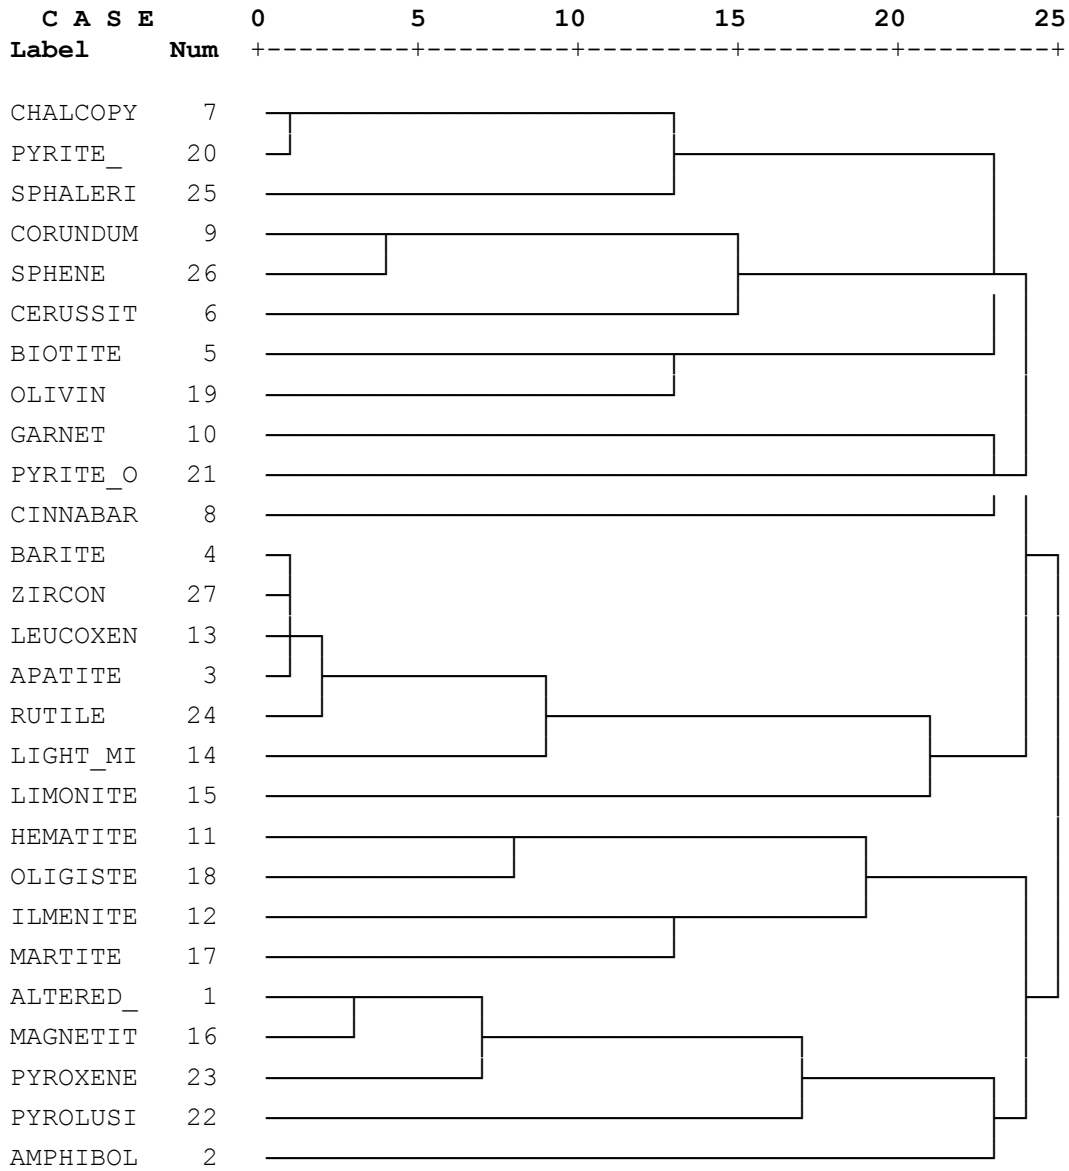 C A S E 0 5 10 15 20 25
Label Num +---------+---------+---------+---------+---------+
CHALCOPY 7
PYRITE_ 20
SPHALERI 25
CORUNDUM 9
SPHENE 26
CERUSSIT 6
BIOTITE 5
OLIVIN 19
GARNET 10
PYRITE_O 21
CINNABAR 8
BARITE 4
ZIRCON 27
LEUCOXEN 13
APATITE 3
RUTILE 24
LIGHT_MI 14
LIMONITE 15
HEMATITE 11
OLIGISTE 18
ILMENITE 12
MARTITE 17
ALTERED_ 1
MAGNETIT 16
PYROXENE 23
PYROLUSI 22
AMPHIBOL 2